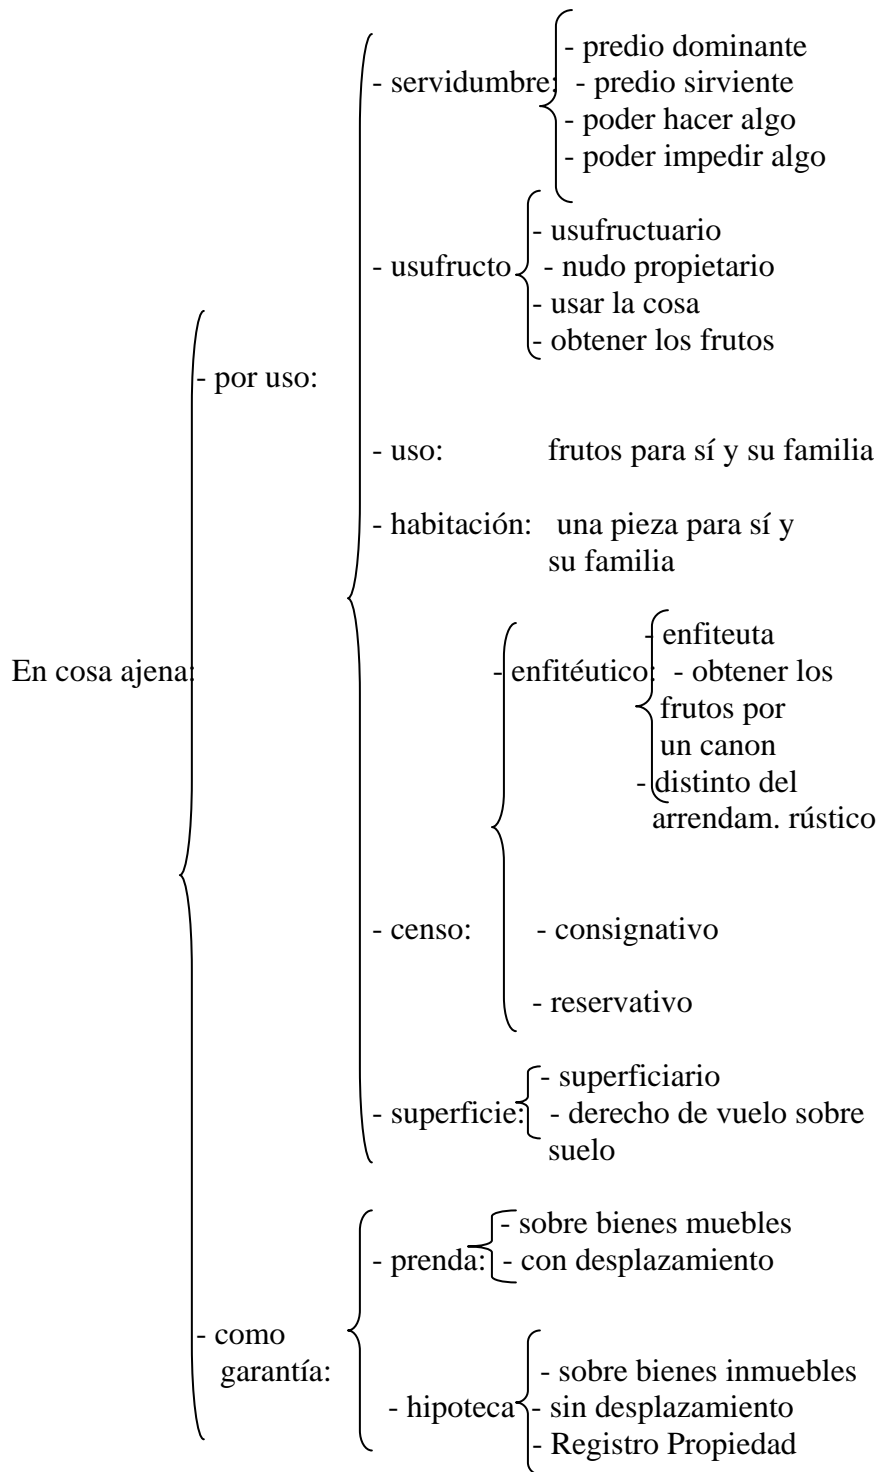 - predio dominante
- servidumbre: - predio sirviente
- poder hacer algo
- poder impedir algo
- usufructuario
- usufructo - nudo propietario
- usar la cosa
- obtener los frutos
- por uso:
- uso: frutos para sí y su familia
- habitación: una pieza para sí y
su familia
- enfiteuta
En cosa ajena: - enfitéutico: - obtener los
frutos por
un canon
- distinto del
arrendam. rústico
- censo: - consignativo
- reservativo
- superficiario
- superficie: - derecho de vuelo sobre
suelo
- sobre bienes muebles
- prenda: - con desplazamiento
- como
garantía: - sobre bienes inmuebles
- hipoteca - sin desplazamiento
- Registro Propiedad